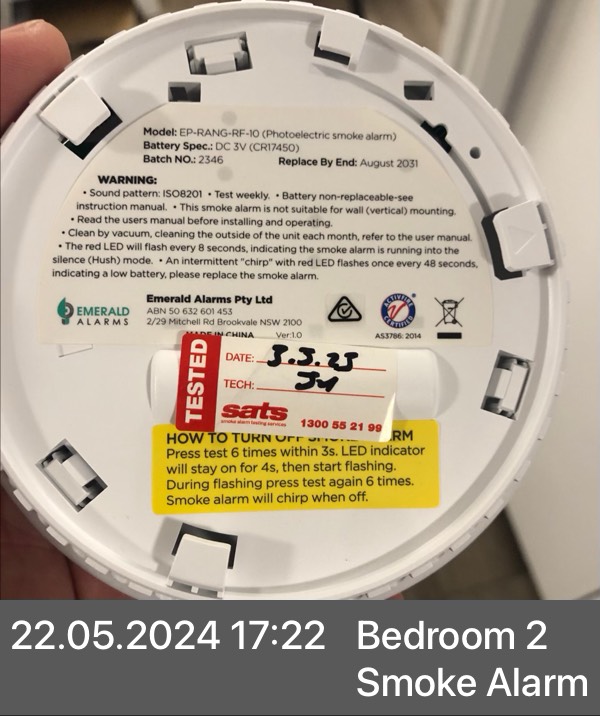 Model: EP-RANG-RF-10 (Photoelectric smoke alarm)
Battery Spec.: DC 3V (CR17450)
Batch NO.: 2346 Replace By End: August 2031
WARNING:
• Sound pattern: ISO8201 • Test weekly. • Battery non-replaceable-see
instruction manual. • This smoke alarm is not suitable for wall (vertical) mounting.
• Read the users manual before installing and operating.
• Clean by vacuum, cleaning the outside of the unit each month, refer to the user manual.
• The red LED will flash every 8 seconds, indicating the smoke alarm is running into the
silence (Hush) mode. • An intermittent "chirp" with red LED flashes once every 48 seconds,
indicating a low battery, please replace the smoke alarm.
EMERALD
ALARMS
Emerald Alarms Pty Ltd
ABN 50 632 601 453
2/29 Mitchell Rd Brookvale NSW 2100
MADE IN CHINA Ver:1.0
ACTIVFIRE
CERTIFIED
AS3786: 2014
TESTED
DATE:
TECH:
sats
smoke alarm testing services
1300 55 21 99
HOW TO TURN OFF SMOKE ALARM
Press test 6 times within 3s. LED indicator
will stay on for 4s, then start flashing.
During flashing press test again 6 times.
Smoke alarm will chirp when off.
22.05.2024 17:22 Bedroom 2
Smoke Alarm